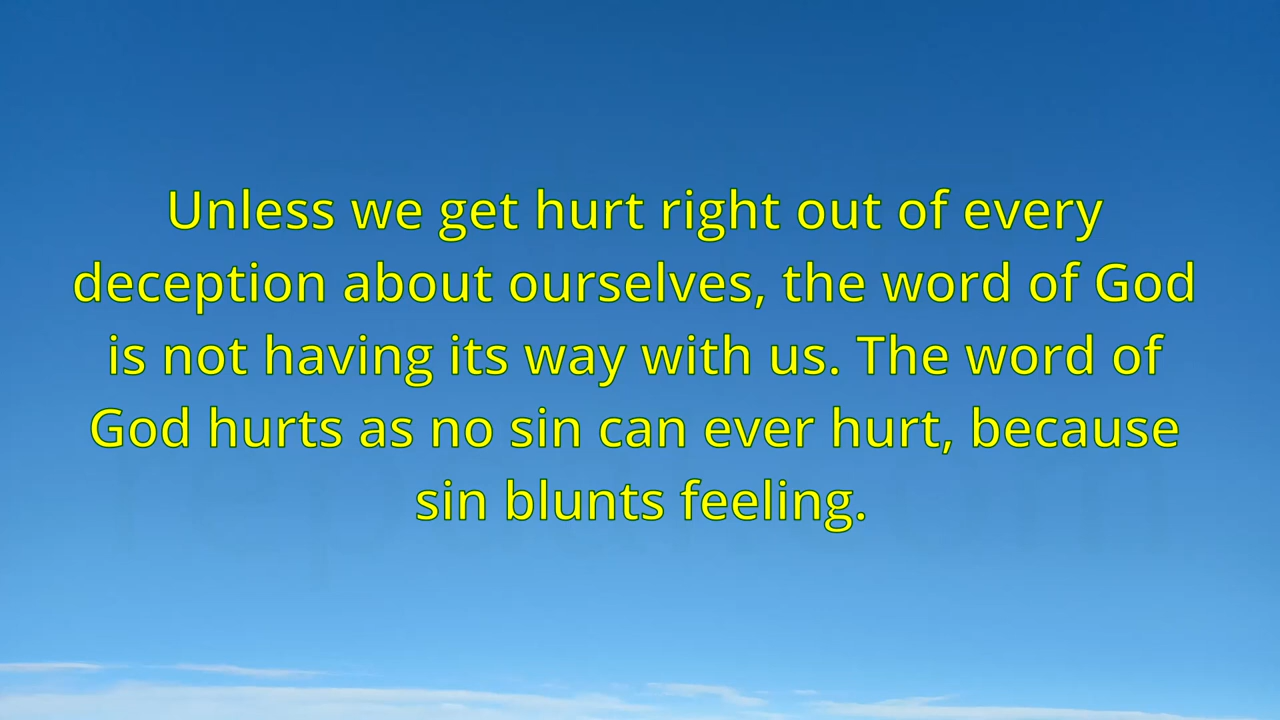 Unless we get hurt right out of every
deception about ourselves, the word of God
is not having its way with us. The word of
God hurts as no sin can ever hurt, because
sin blunts feeling.